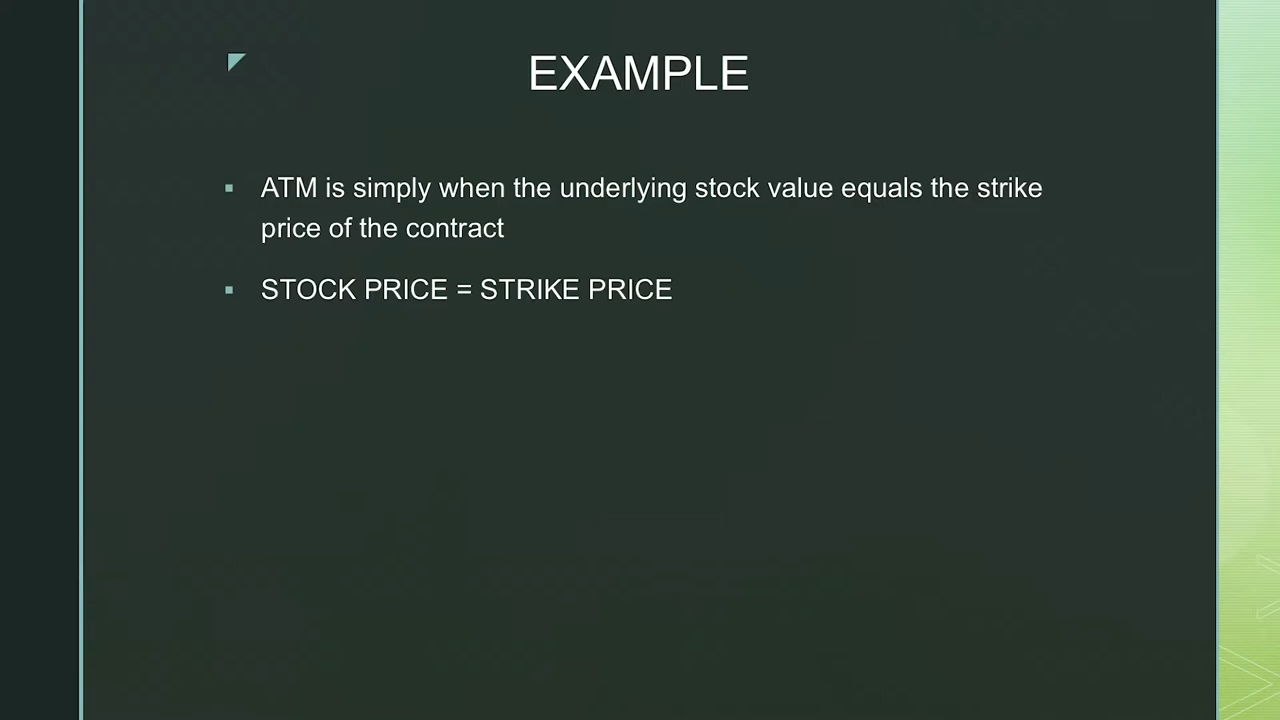 EXAMPLE
▪ ATM is simply when the underlying stock value equals the strike
price of the contract
▪ STOCK PRICE = STRIKE PRICE